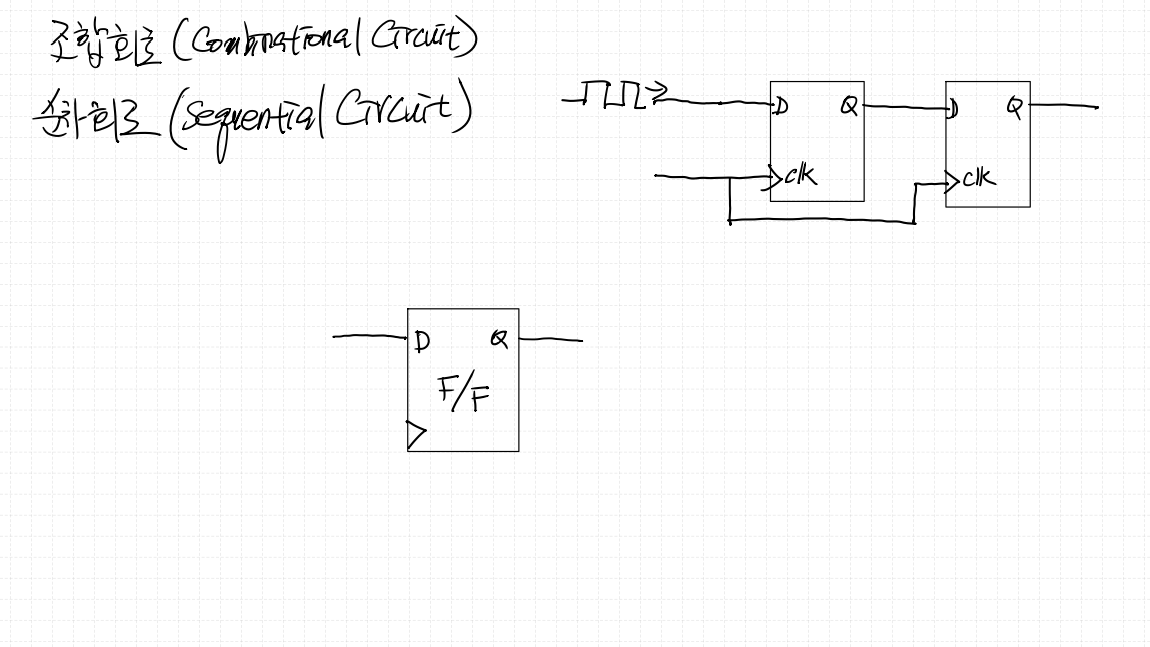 조합회로 (Combinational Circuit)
순차회로 (Sequential Circuit)
D Q
clk
D Q
clk
D Q
F/F